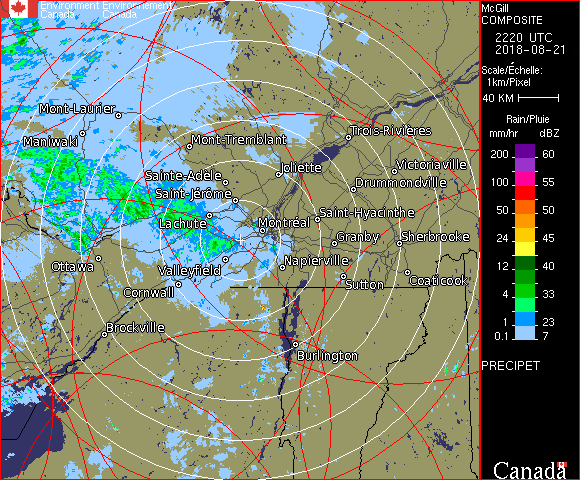 Environment Environnement
Canada Canada
McGill
COMPOSITE
2220 UTC
2018-08-21
Scale/Échelle:
1km/Pixel
40 KM
Rain/Pluie
mm/hr dBZ
200 60
100 55
50 50
24 45
12 40
4 33
1 23
0.1 7
PRECIPET
Canada
Mont-Laurier
Maniwaki
Mont-Tremblant
Trois-Rivières
Joliette
Victoriaville
Sainte-Adèle
Drummondville
Saint-Jérôme
Saint-Hyacinthe
Lachute
Montréal
Granby
Sherbrooke
Ottawa
Valleyfield
Napierville
Cornwall
Sutton
Coaticook
Brockville
Burlington